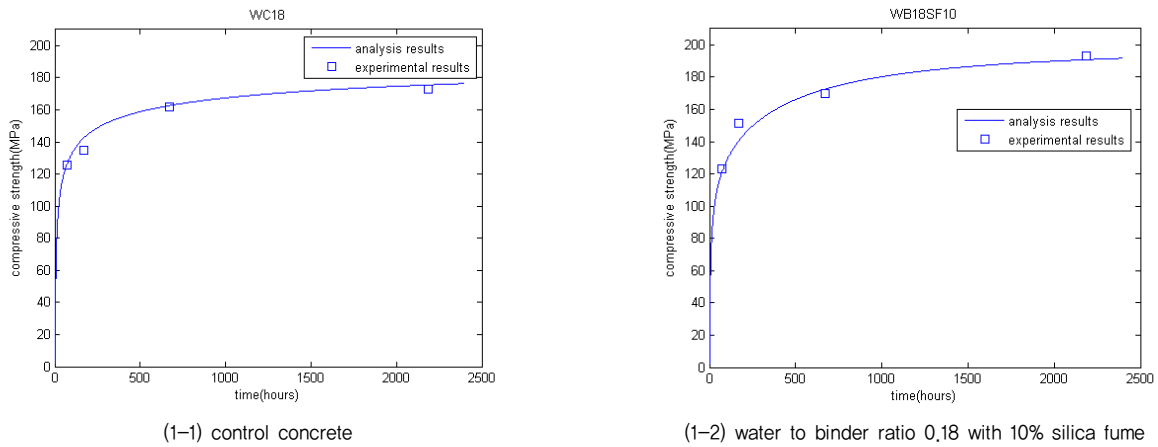 WC18
analysis results
experimental results
compressive strength(MPa)
200
180
160
140
120
100
80
60
40
20
0
0 500 1000 1500 2000 2500
time(hours)
(1-1) control concrete
WB18SF10
analysis results
experimental results
compressive strength(MPa)
200
180
160
140
120
100
80
60
40
20
0
0 500 1000 1500 2000 2500
time(hours)
(1-2) water to binder ratio 0.18 with 10% silica fume